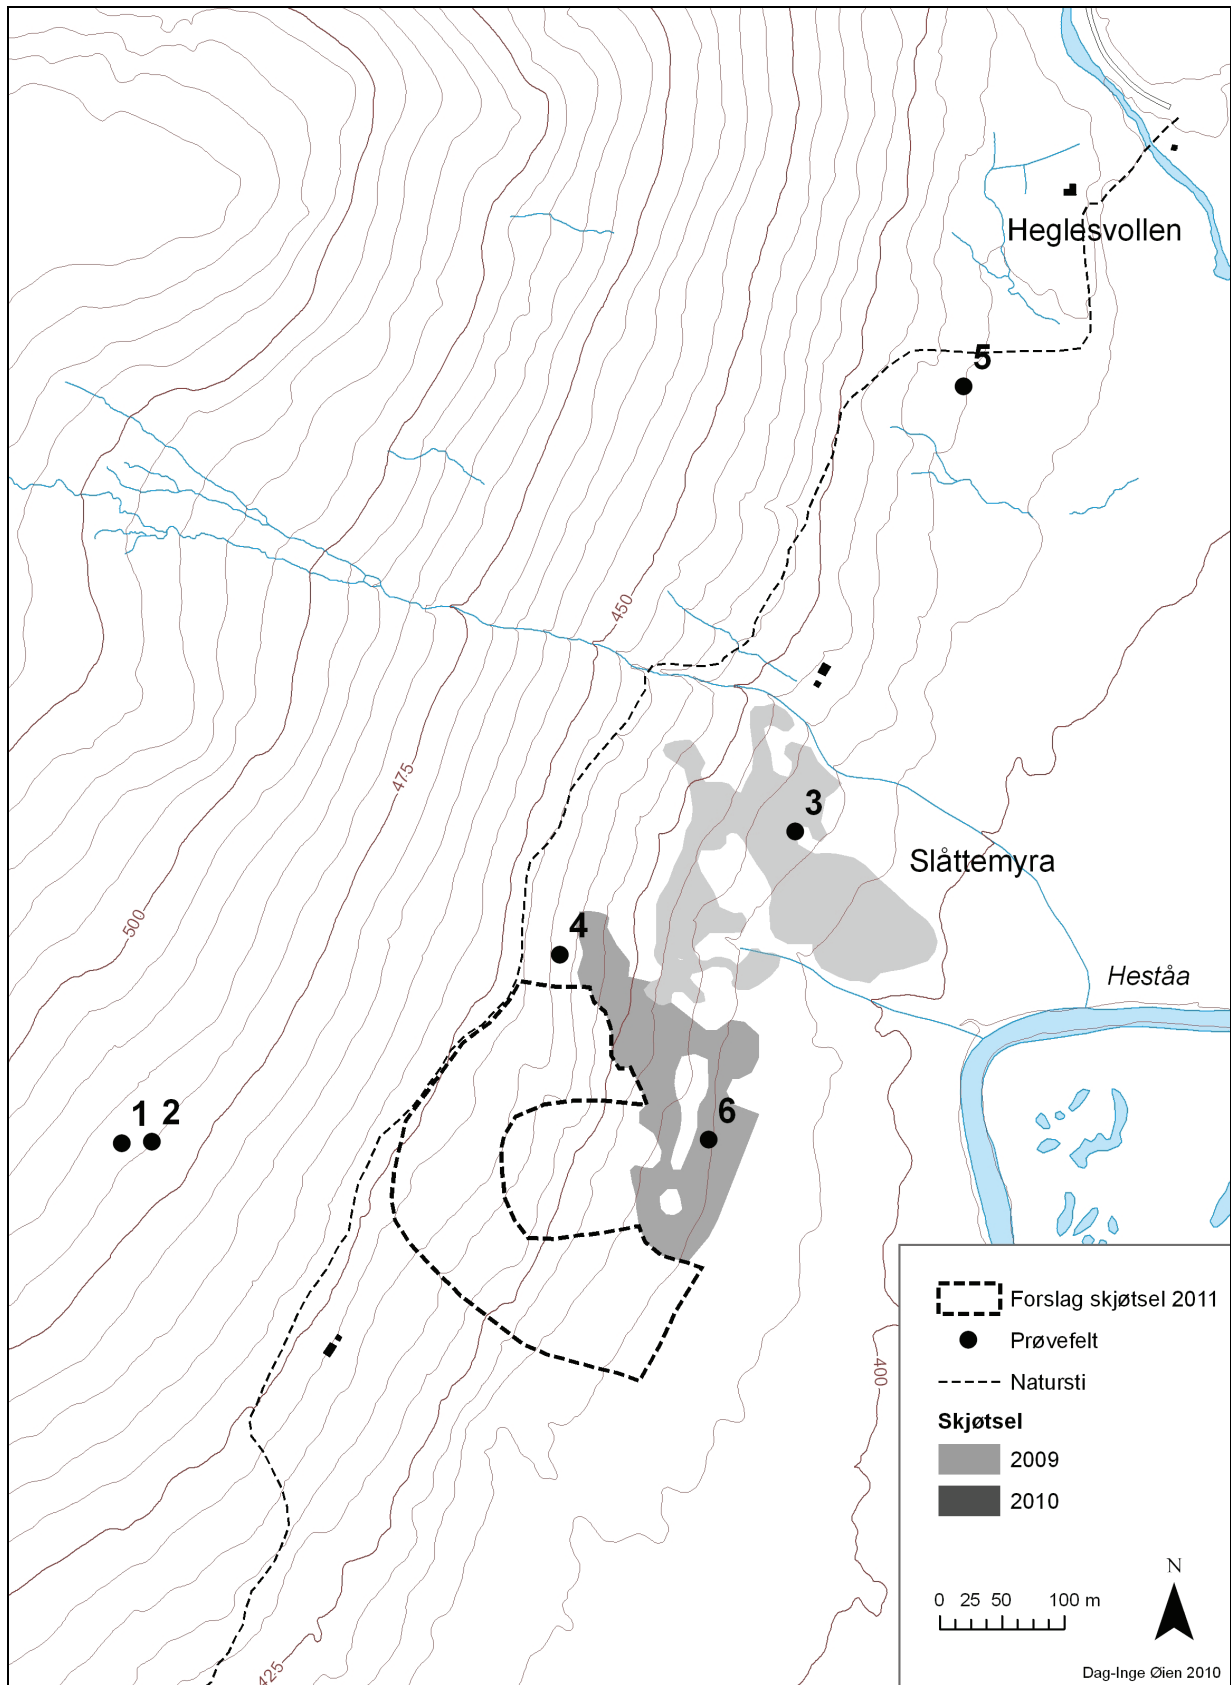 Heglesvollen
5
450
475
3
Slåttemyra
500
4
Heståa
1 2
6
400
425
Forslag skjøtsel 2011
Prøvefelt
Natursti
Skjøtsel
2009
2010
N
0 25 50 100 m
Dag-Inge Øien 2010